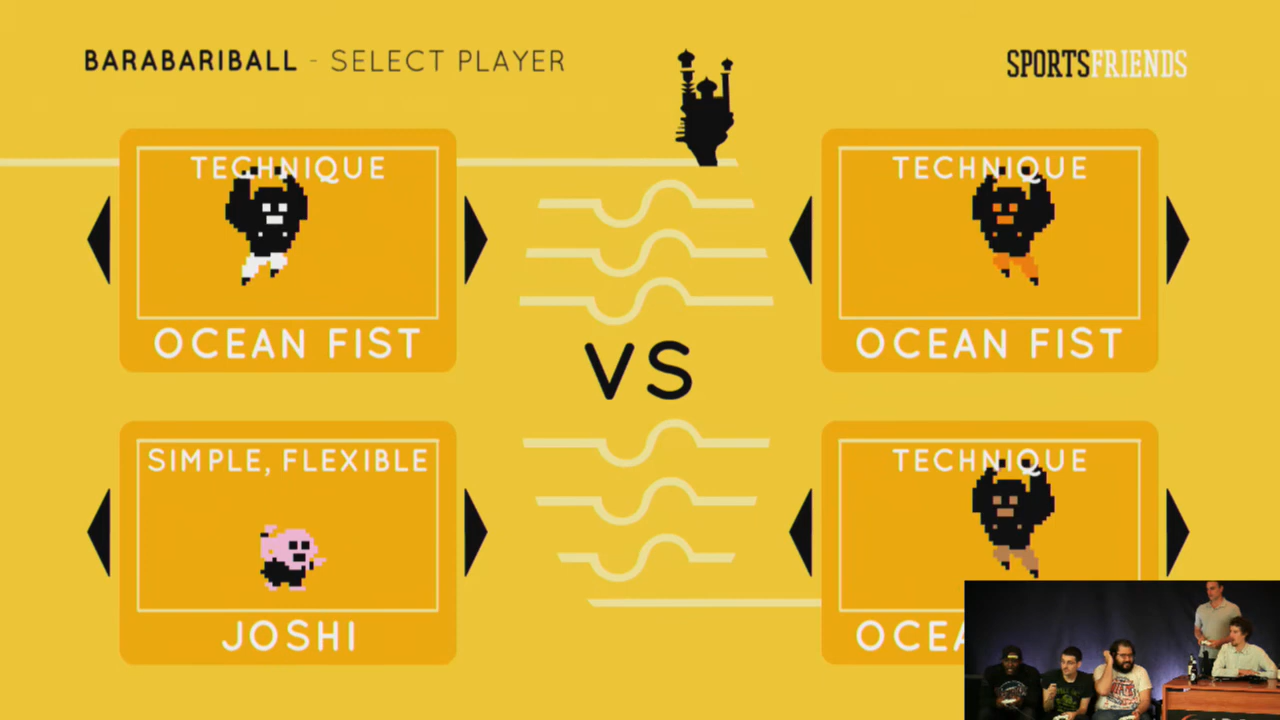 BARABARIBALL - SELECT PLAYER
SPORTSFRIENDS
TECHNIQUE
OCEAN FIST
TECHNIQUE
OCEAN FIST
VS
SIMPLE, FLEXIBLE
JOSHI
TECHNIQUE
OCEA